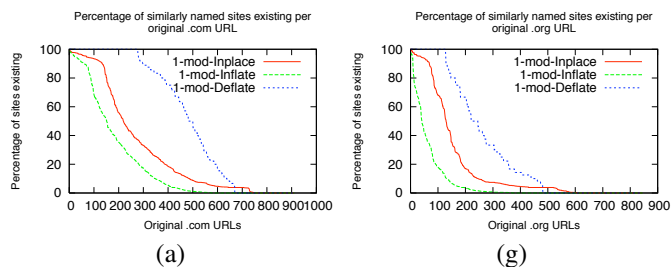 Percentage of similarly named sites existing per
original .com URL
Percentage of sites existing
100
80
60
40
20
0
1-mod-Inplace
1-mod-Inflate
1-mod-Deflate
0 100 200 300 400 500 600 700 800 9001000
Original .com URLs
(a)
Percentage of similarly named sites existing per
original .org URL
Percentage of sites existing
100
80
60
40
20
0
1-mod-Inplace
1-mod-Inflate
1-mod-Deflate
0 100 200 300 400 500 600 700 800 900
Original .org URLs
(g)